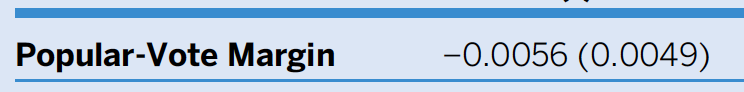 Popular-Vote Margin –0.0056 (0.0049)